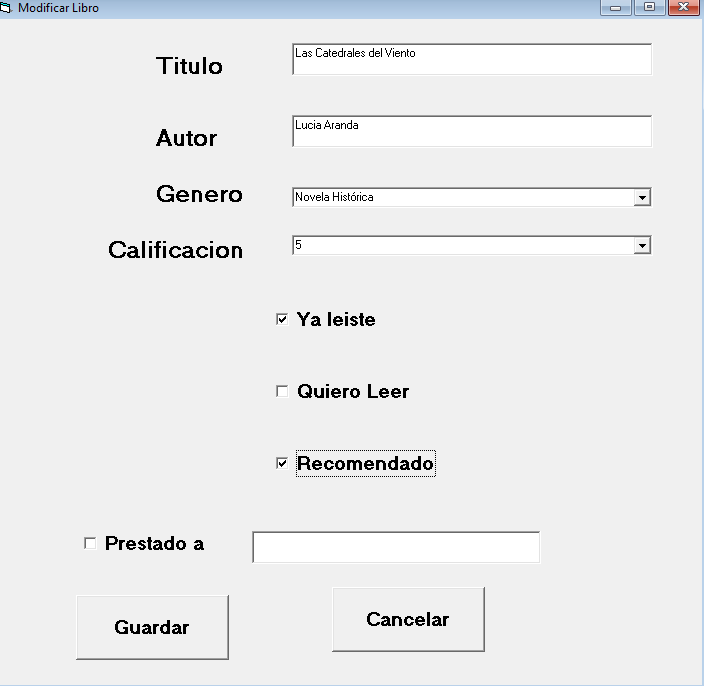 Modificar Libro
Titulo
Las Catedrales del Viento
Autor
Lucia Aranda
Genero
Novela Histórica
Calificacion
5
Ya leiste
Quiero Leer
Recomendado
Prestado a
Guardar
Cancelar